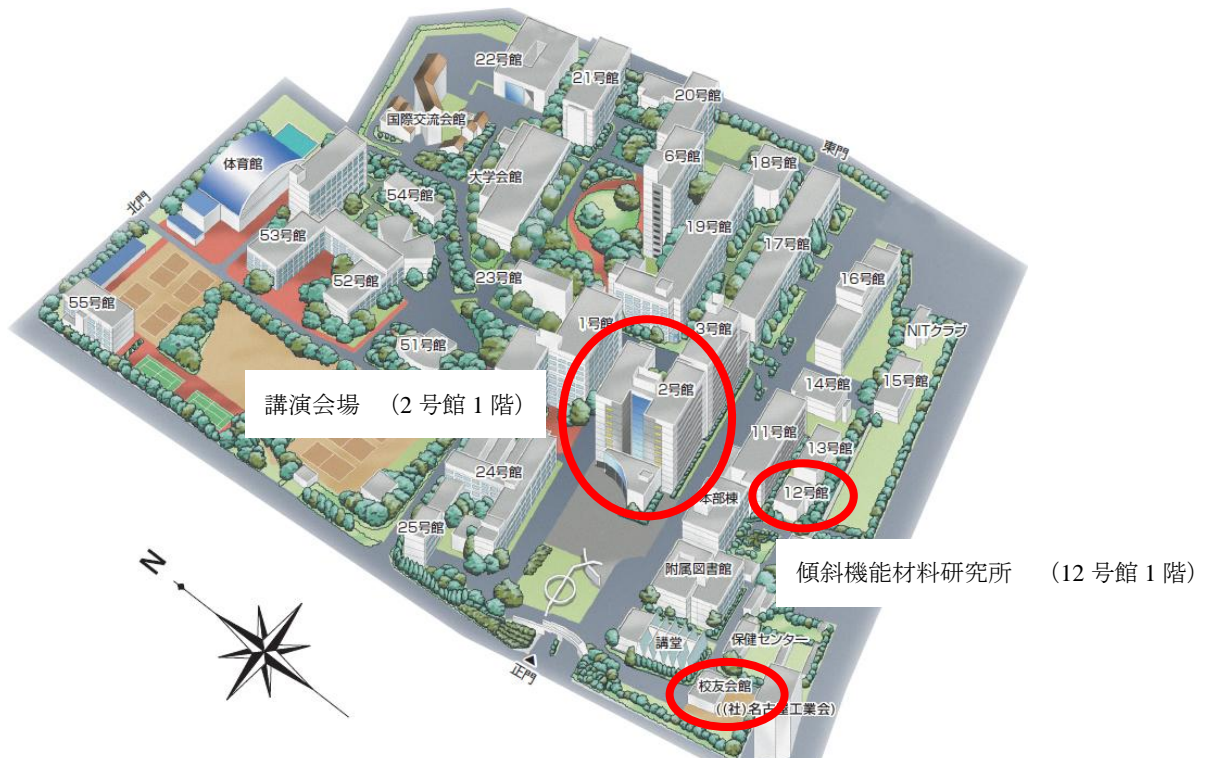 22号館
21号館
20号館
国際交流会館
東門
6号館
18号館
体育館
大学会館
54号館
北門
19号館
17号館
53号館
52号館
23号館
16号館
55号館
1号館
3号館
NITクラブ
51号館
14号館
15号館
2号館
講演会場 （2号館1階）
11号館
13号館
24号館
12号館
本部棟
25号館
N
附属図書館
傾斜機能材料研究所 （12号館1階）
講堂
保健センター
正門
校友会館
((社)名古屋工業会)